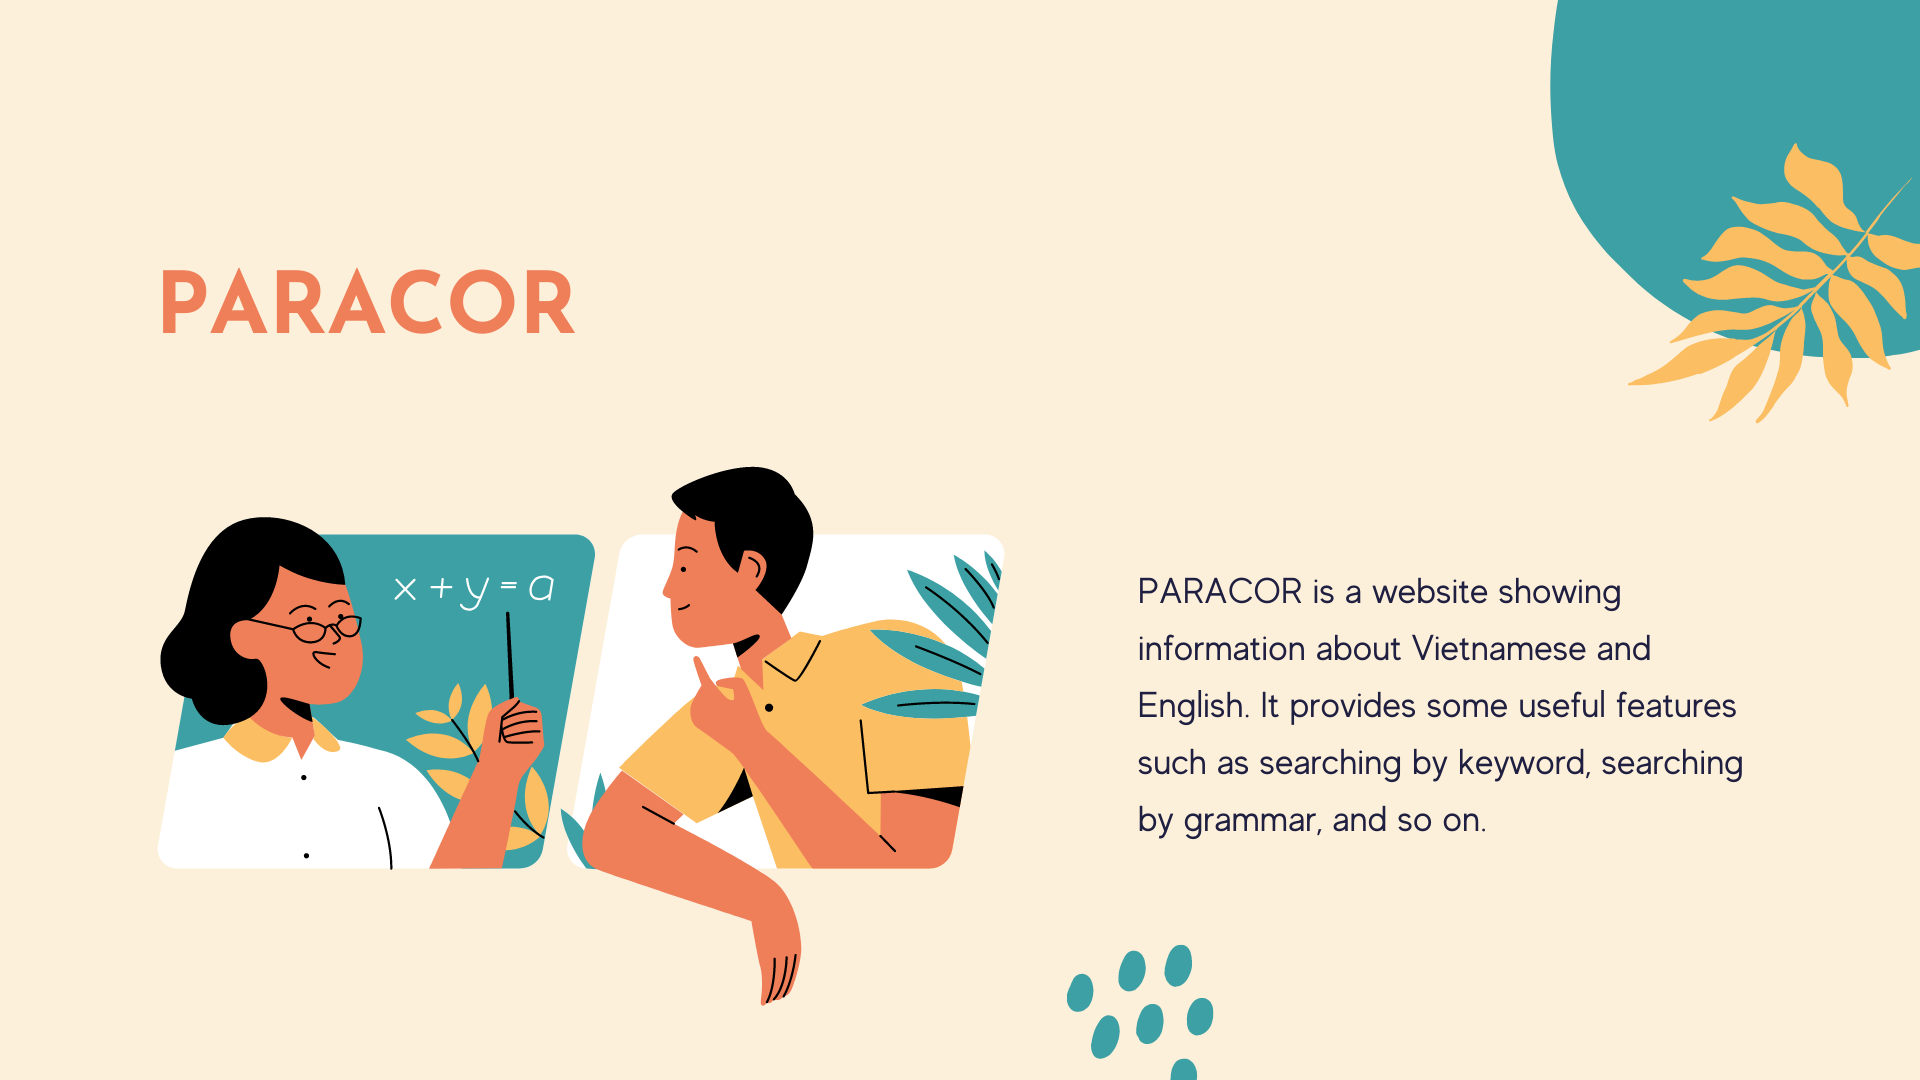 PARACOR
x + y = a
PARACOR is a website showing
information about Vietnamese and
English. It provides some useful features
such as searching by keyword, searching
by grammar, and so on.